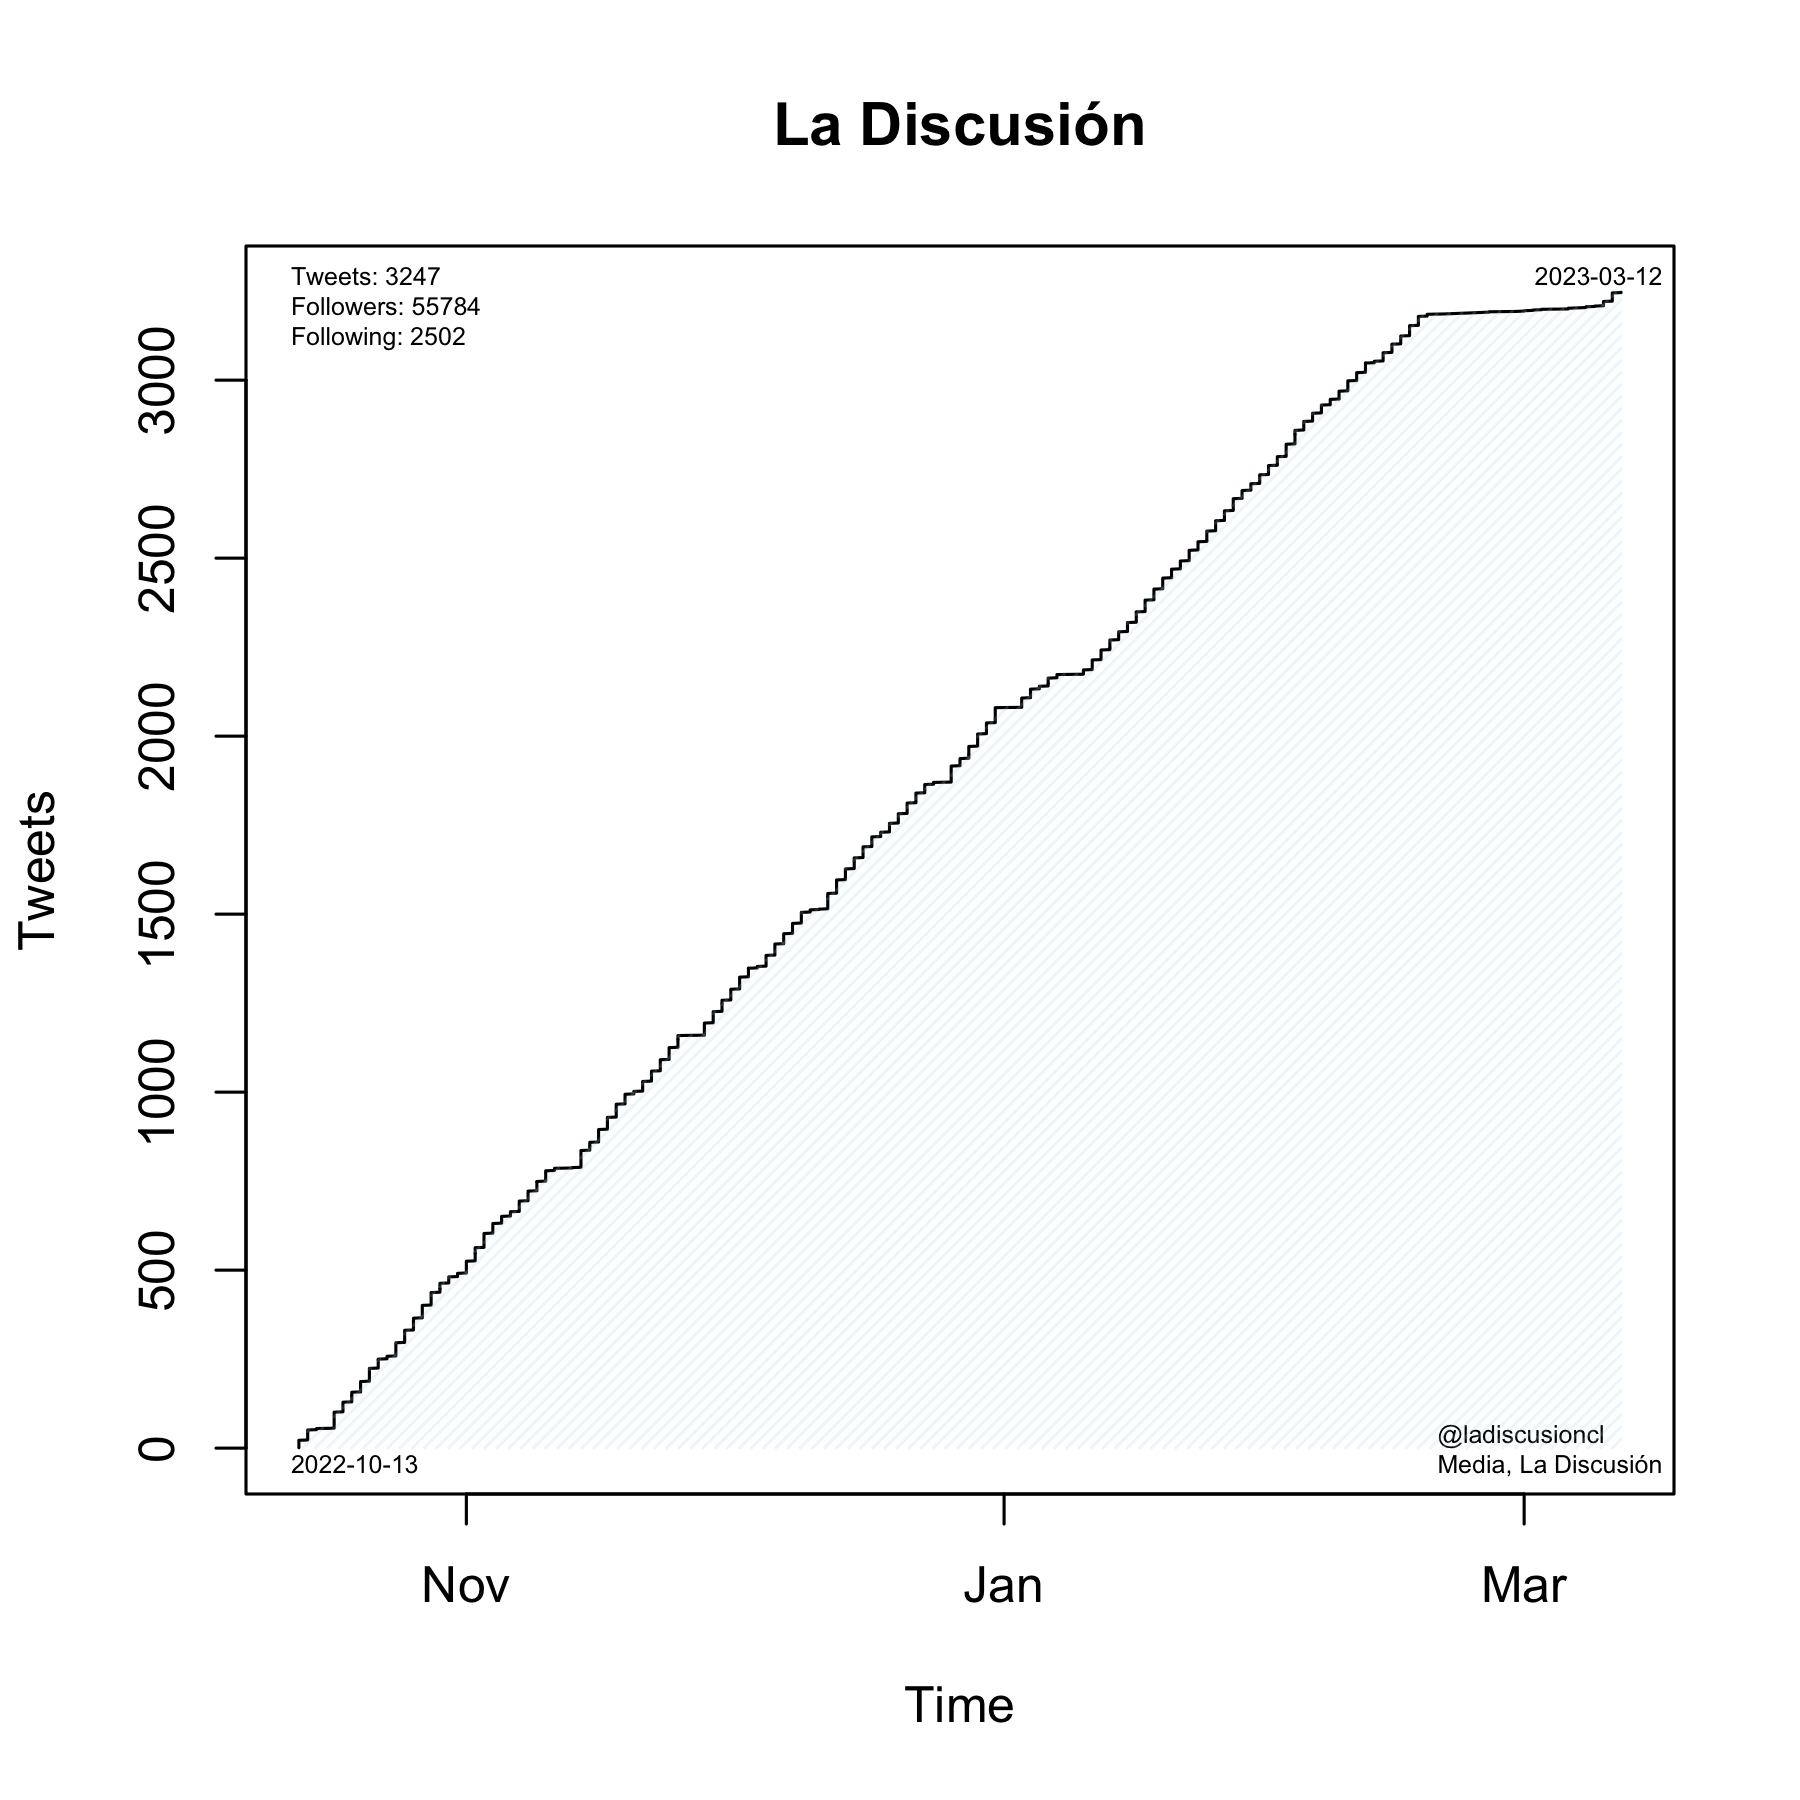 La Discusión
Tweets: 3247
Followers: 55784
Following: 2502
2023-03-12
Tweets
3000
2500
2000
1500
1000
500
0
2022-10-13
@ladiscusioncl
Media, La Discusión
Nov
Jan
Mar
Time